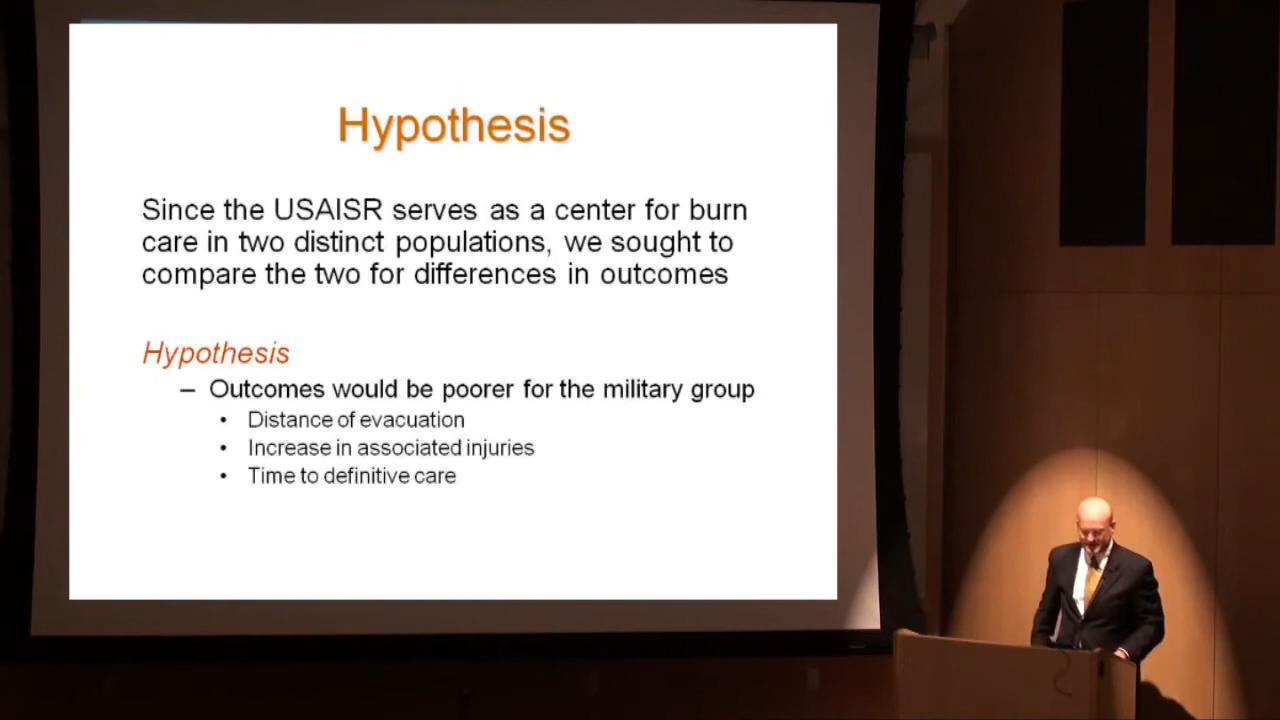 Hypothesis
Since the USAISR serves as a center for burn
care in two distinct populations, we sought to
compare the two for differences in outcomes
Hypothesis
– Outcomes would be poorer for the military group
• Distance of evacuation
• Increase in associated injuries
• Time to definitive care